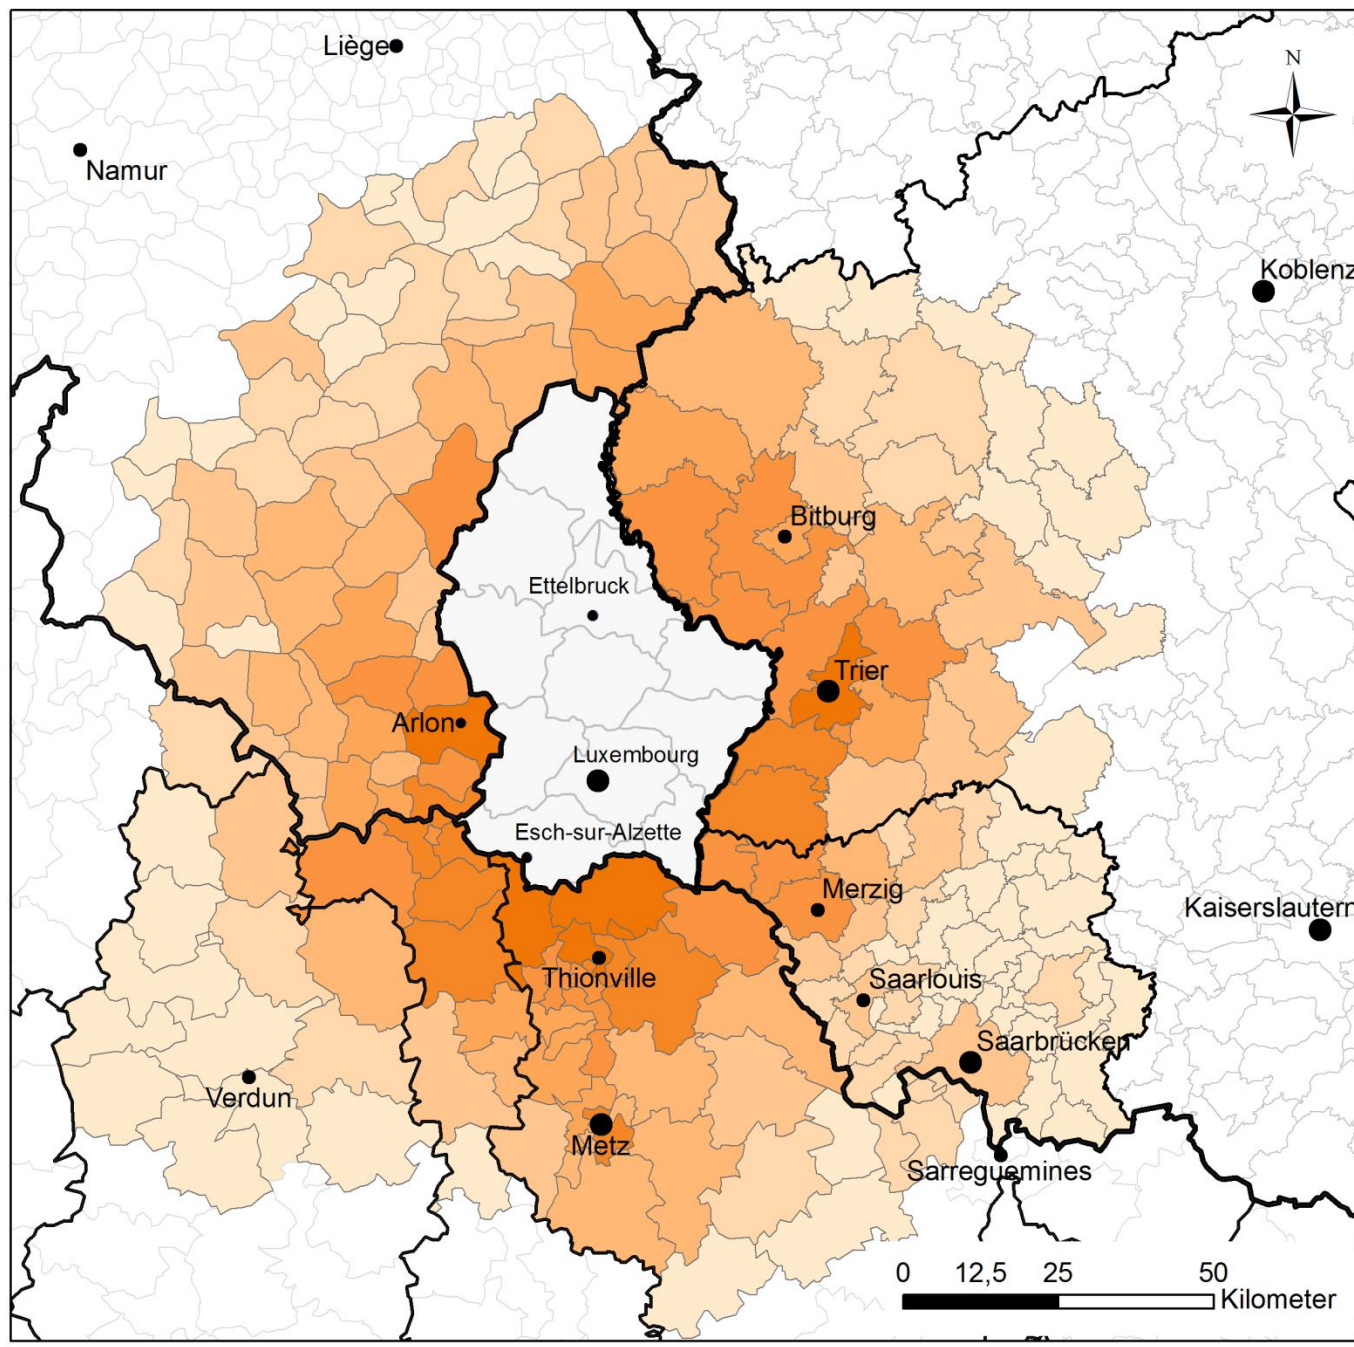 Liège
N
Namur
Koblenz
Bitburg
Ettelbruck
Trier
Arlon
Luxembourg
Esch-sur-Alzette
Merzig
Kaiserslautern
Thionville
Saarlouis
Saarbrücken
Verdun
Metz
Sarreguemines
0 12,5 25 50
Kilometer